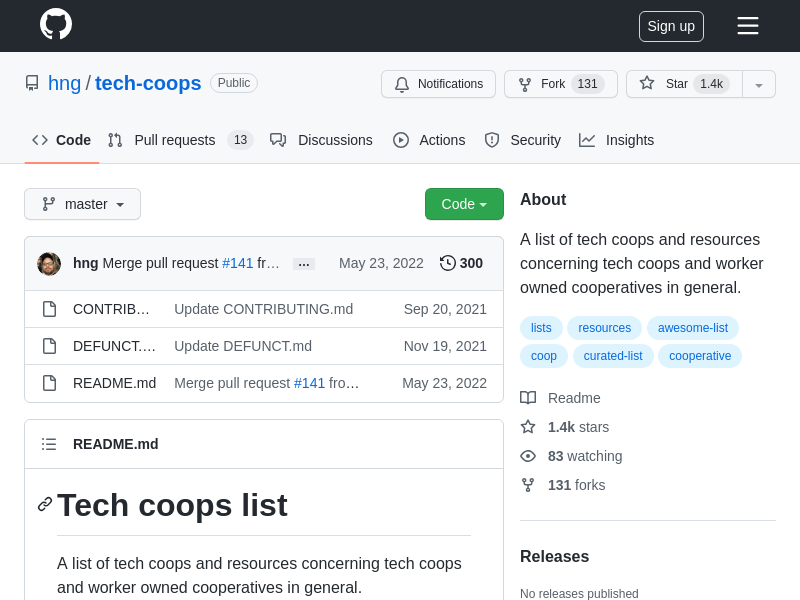 Sign up
hng / tech-coops Public
Notifications Fork 131 Star 1.4k
Code Pull requests 13 Discussions Actions Security Insights
master Code
hng Merge pull request #141 fr… … May 23, 2022 300
CONTRIB… Update CONTRIBUTING.md Sep 20, 2021
DEFUNCT.… Update DEFUNCT.md Nov 19, 2021
README.md Merge pull request #141 fro… May 23, 2022
README.md
Tech coops list
A list of tech coops and resources concerning tech coops
and worker owned cooperatives in general.
About
A list of tech coops and resources
concerning tech coops and worker
owned cooperatives in general.
lists resources awesome-list
coop curated-list cooperative
Readme
1.4k stars
83 watching
131 forks
Releases
No releases published